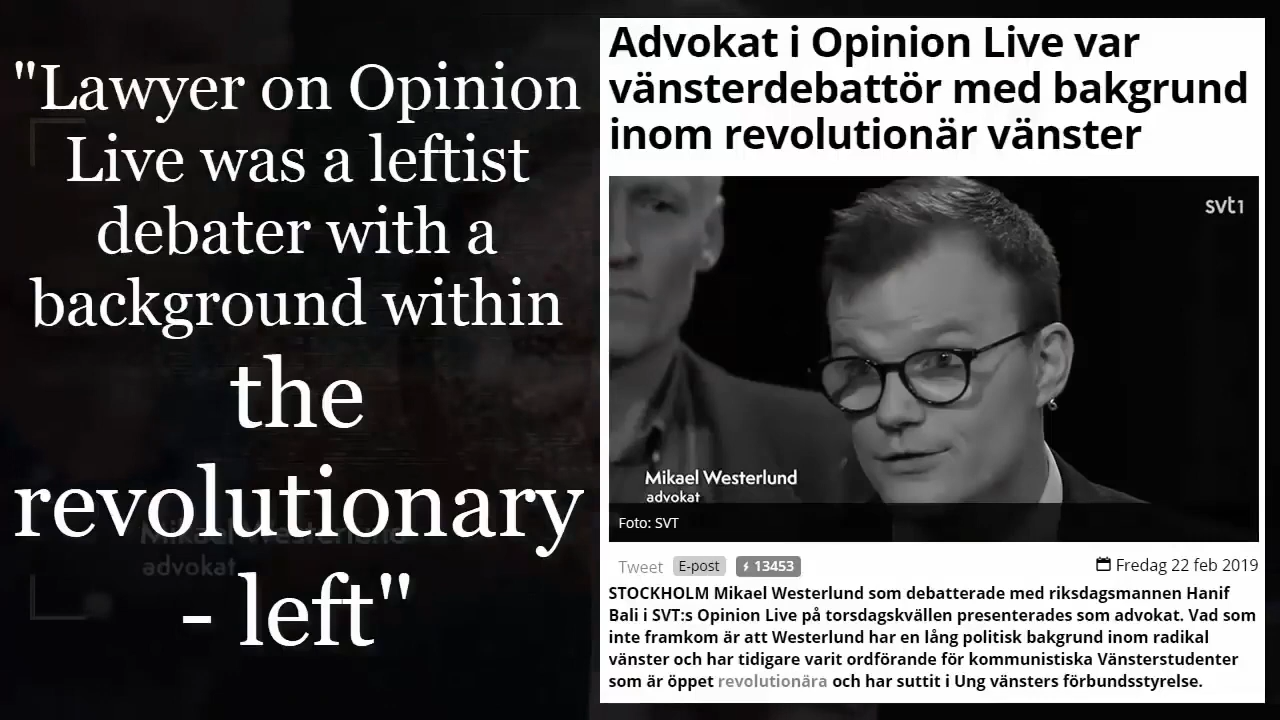 "Lawyer on Opinion
Live was a leftist
debater with a
background within
the
revolutionary
- left"
Mikael Westerlund
advokat
Advokat i Opinion Live var
vänsterdebattör med bakgrund
inom revolutionär vänster
svt1
Mikael Westerlund
advokat
Foto: SVT
Tweet E-post 13453 Fredag 22 feb 2019
STOCKHOLM Mikael Westerlund som debatterade med riksdagsmannen Hanif
Bali i SVT:s Opinion Live på torsdagskvällen presenterades som advokat. Vad som
inte framkom är att Westerlund har en lång politisk bakgrund inom radikal
vänster och har tidigare varit ordförande för kommunistiska Vänsterstudenter
som är öppet revolutionära och har suttit i Ung vänsters förbundsstyrelse.